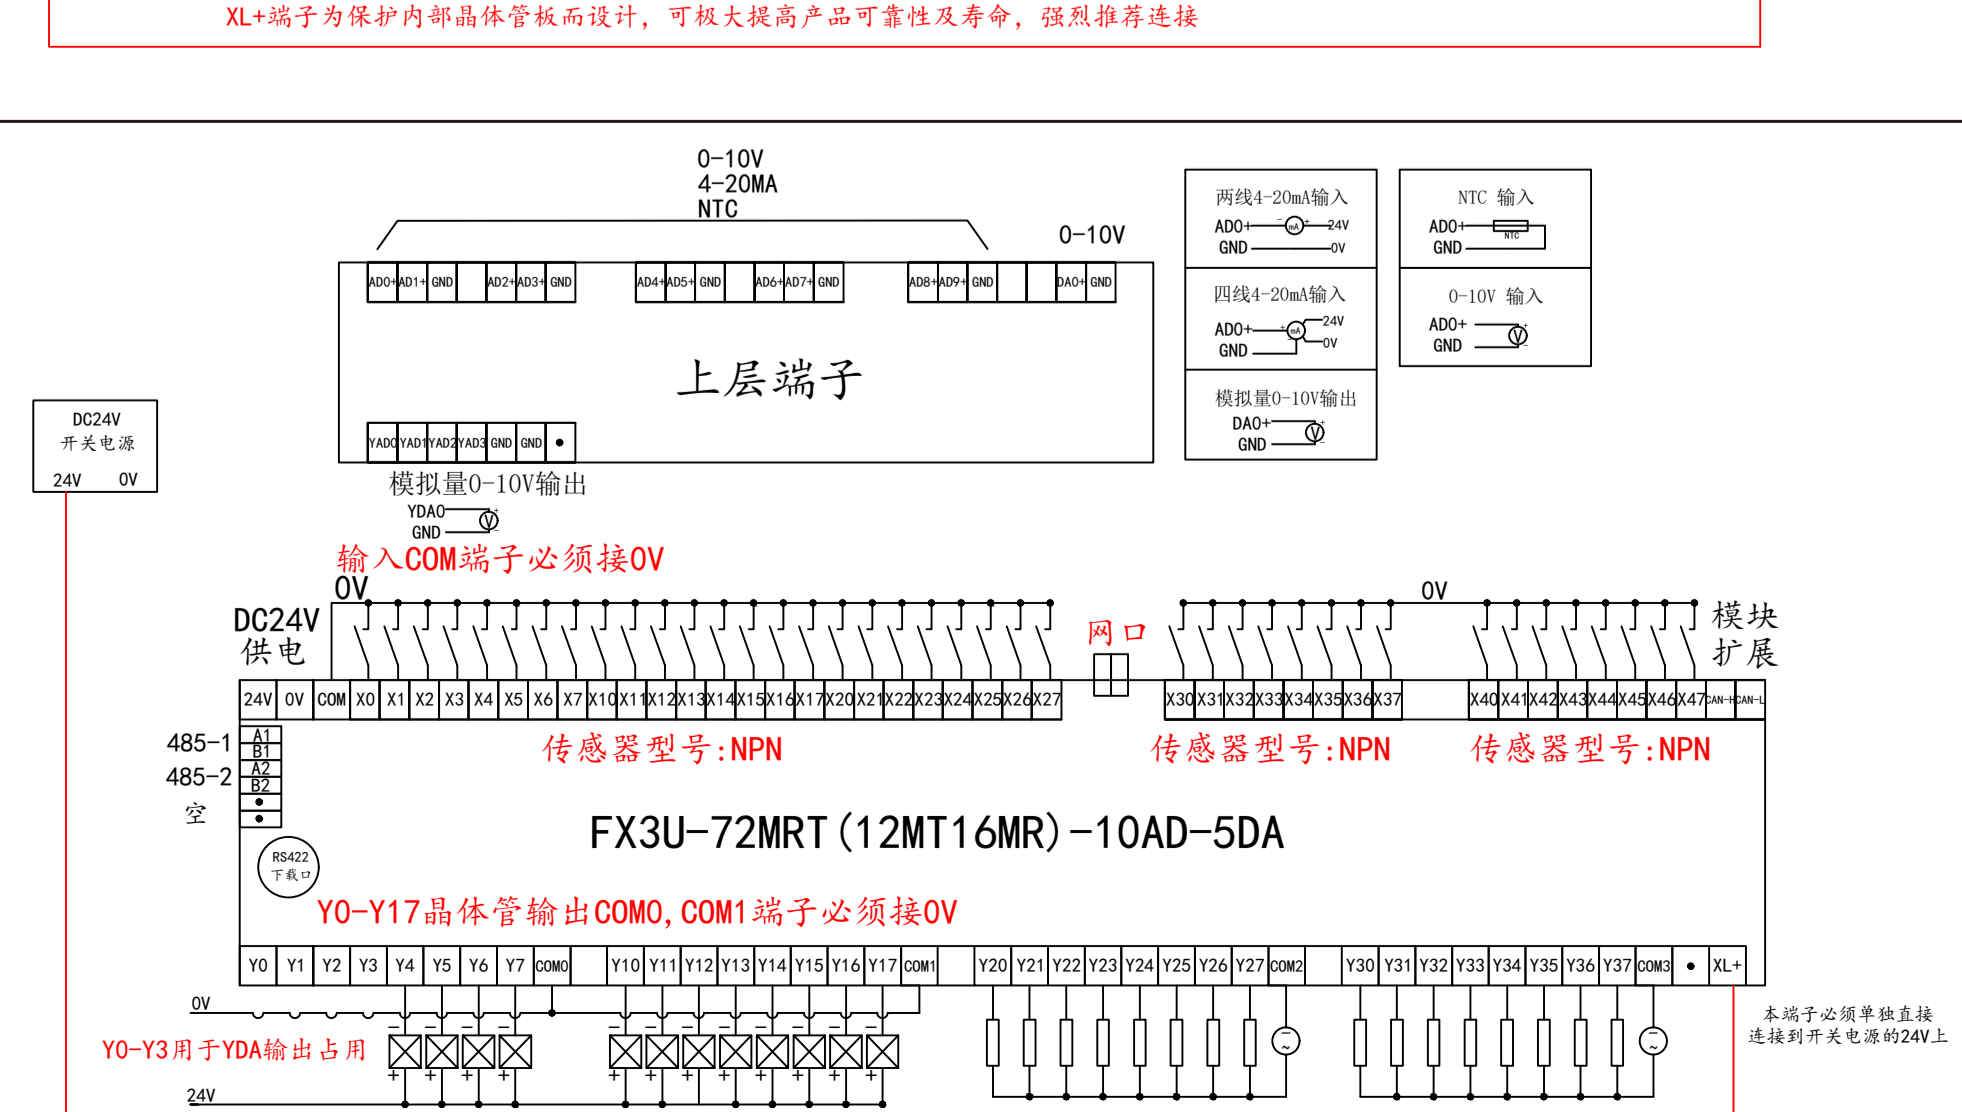 XL+端子为保护内部晶体管板而设计，可极大提高产品可靠性及寿命，强烈推荐连接
0-10V
4-20MA
NTC
0-10V
AD0+ AD1+ GND AD2+ AD3+ GND AD4+ AD5+ GND AD6+ AD7+ GND AD8+ AD9+ GND DA0+ GND
上层端子
YAD0 YAD1 YAD2 YAD3 GND GND
模拟量0-10V输出
YDA0
GND
V
+
-
两线4-20mA输入
AD0+ - mA + 24V
GND 0V
四线4-20mA输入
AD0+ + mA 24V
GND - 0V
模拟量0-10V输出
DA0+ +
V
GND -
NTC 输入
AD0+
NTC
GND
0-10V 输入
AD0+ +
V
GND -
DC24V
开关电源
24V 0V
输入COM端子必须接0V
0V
DC24V
供电
网口
0V
模块
扩展
24V 0V COM X0 X1 X2 X3 X4 X5 X6 X7 X10 X11 X12 X13 X14 X15 X16 X17 X20 X21 X22 X23 X24 X25 X26 X27
X30 X31 X32 X33 X34 X35 X36 X37
X40 X41 X42 X43 X44 X45 X46 X47 CAN-H CAN-L
485-1
A1
B1
485-2
A2
B2
空
传感器型号:NPN
传感器型号:NPN
传感器型号:NPN
FX3U-72MRT(12MT16MR)-10AD-5DA
RS422
下载口
Y0-Y17晶体管输出COM0,COM1端子必须接0V
Y0 Y1 Y2 Y3 Y4 Y5 Y6 Y7 COM0 Y10 Y11 Y12 Y13 Y14 Y15 Y16 Y17 COM1 Y20 Y21 Y22 Y23 Y24 Y25 Y26 Y27 COM2 Y30 Y31 Y32 Y33 Y34 Y35 Y36 Y37 COM3 XL+
0V
Y0-Y3用于YDA输出占用
- - - - - - - - - - - -
+ + + + + + + + + + + +
24V
本端子必须单独直接
连接到开关电源的24V上